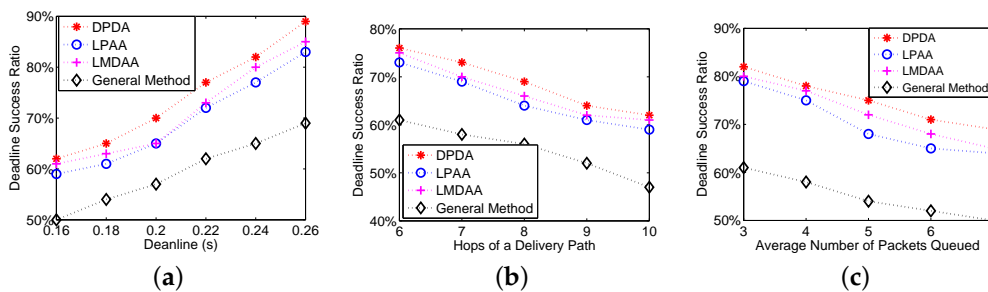 90%
80%
70%
60%
50%
Deadline Success Ratio
DPDA
LPAA
LMDAA
General Method
0.16 0.18 0.2 0.22 0.24 0.26
Deanline (s)
(a)
80%
70%
60%
50%
40%
Deadline Success Ratio
DPDA
LPAA
LMDAA
General Method
6 7 8 9 10
Hops of a Delivery Path
(b)
90%
80%
70%
60%
50%
Deadline Success Ratio
DPDA
LPAA
LMDAA
General Method
3 4 5 6
Average Number of Packets Queued
(c)